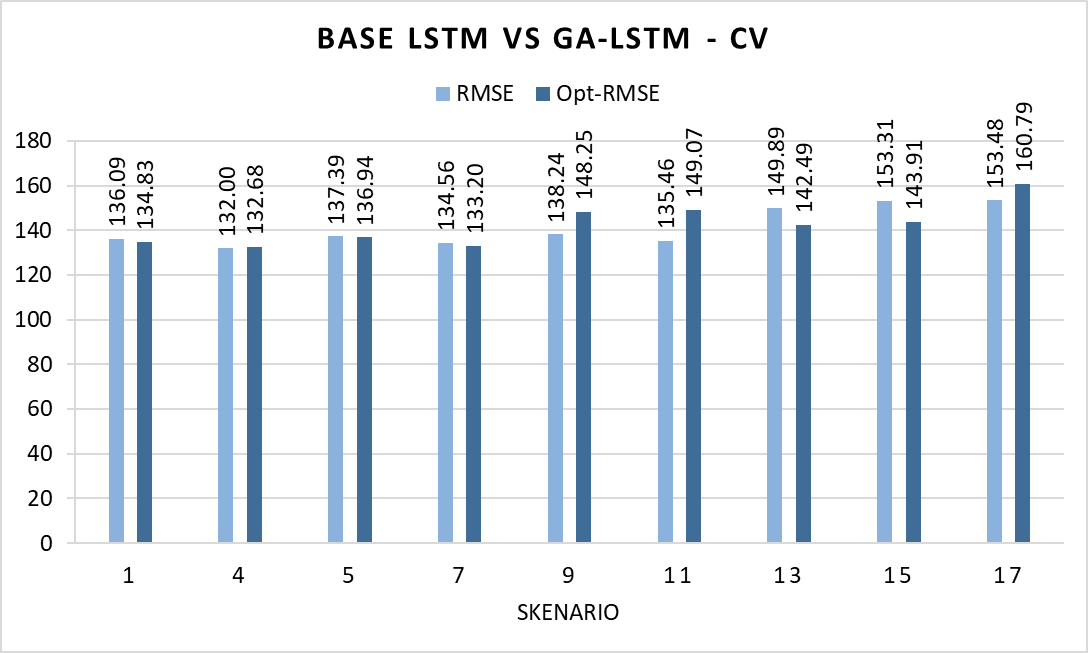 BASE LSTM VS GA-LSTM - CV
RMSE Opt-RMSE
180
160
140
120
100
80
60
40
20
0
136.09 134.83 132.00 132.68 137.39 136.94 134.56 133.20 138.24 148.25 135.46 149.07 149.89 142.49 153.31 143.91 153.48 160.79
1 4 5 7 9 11 13 15 17
SKENARIO